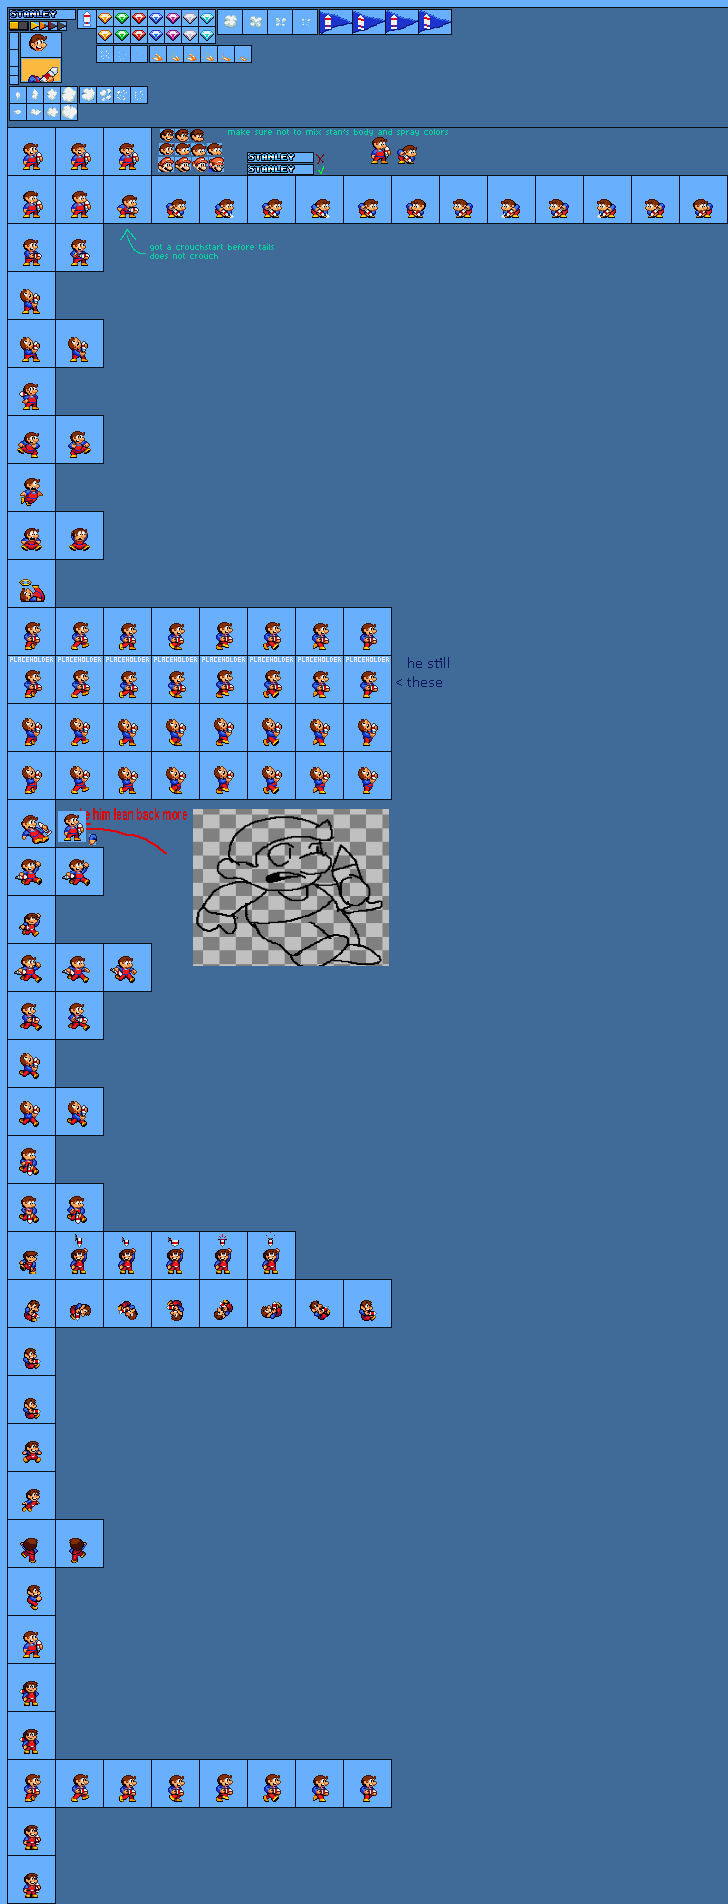 STANLEY
make sure not to mix stan's body and spray colors
STANLEY
STANLEY
got a crouchstart before tails
does not crouch
PLACEHOLDER PLACEHOLDER PLACEHOLDER PLACEHOLDER PLACEHOLDER PLACEHOLDER PLACEHOLDER PLACEHOLDER
he still
< these
him lean back more